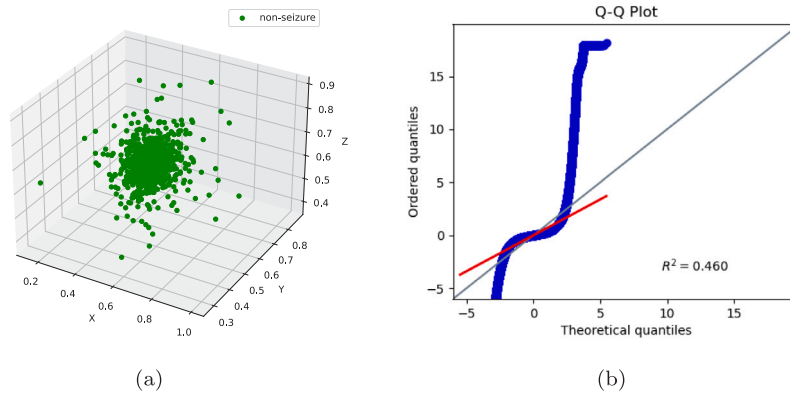 non-seizure
0.9
0.8
0.7
0.6
0.5
0.4
Z
0.8
0.7
0.6
0.5
0.4
0.3
Y
0.2
0.4
0.6
0.8
1.0
X
(a)
Q-Q Plot
15
10
5
0
−5
Ordered quantiles
R² = 0.460
−5
0
5
10
15
Theoretical quantiles
(b)